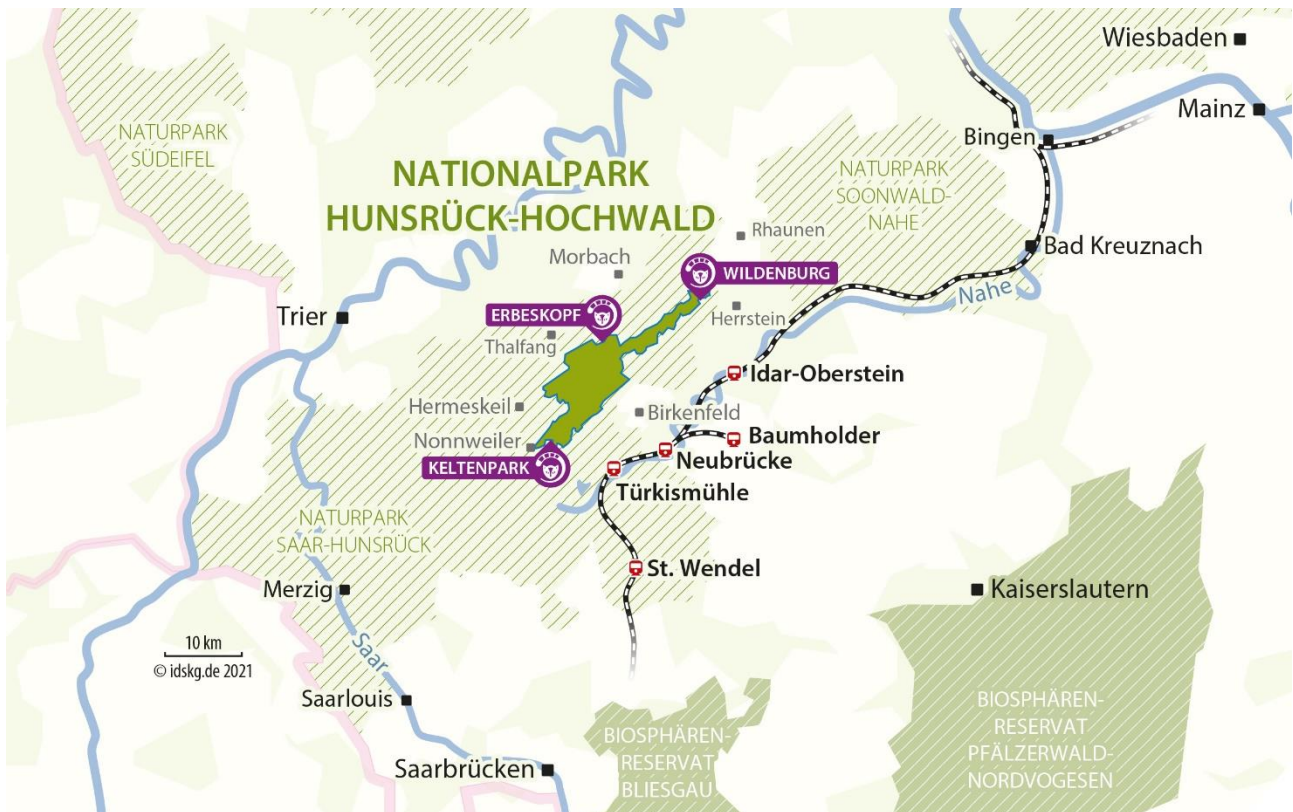 Wiesbaden
Mainz
Bingen
NATURPARK
SÜDEIFEL
NATIONALPARK
HUNSRÜCK-HOCHWALD
NATURPARK
SOONWALD-
NAHE
Rhaunen
Morbach
Bad Kreuznach
WILDENBURG
Nahe
Herrstein
ERBESKOPF
Trier
Thalfang
Idar-Oberstein
Hermeskeil
Birkenfeld
Baumholder
Nonnweiler
Neubrücke
KELTENPARK
Türkismühle
NATURPARK
SAAR-HUNSRÜCK
St. Wendel
Merzig
Kaiserslautern
10 km
© idskg.de 2021
Saar
Saarlouis
BIOSPHÄREN-
RESERVAT
PFÄLZERWALD-
NORDVOGESEN
BIOSPHÄREN-
RESERVAT
BLIESGAU
Saarbrücken